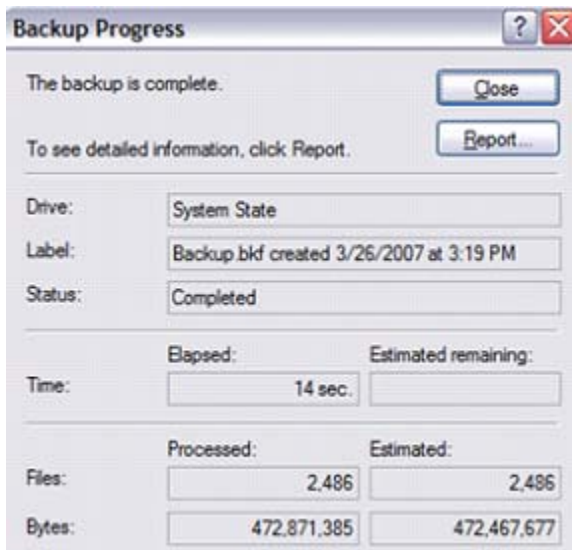 Backup Progress
The backup is complete.
Close
To see detailed information, click Report.
Report...
Drive: System State
Label: Backup.bkf created 3/26/2007 at 3:19 PM
Status: Completed
Elapsed: Estimated remaining:
Time: 14 sec.
Processed: Estimated:
Files: 2,486 2,486
Bytes: 472,871,385 472,467,677